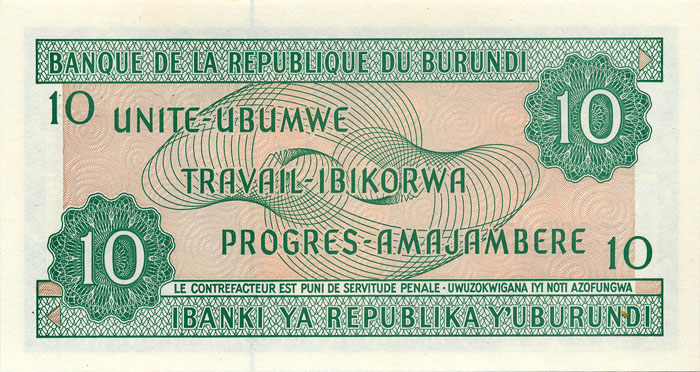 BANQUE DE LA REPUBLIQUE DU BURUNDI
10
10
UNITE-UBUMWE
TRAVAIL-IBIKORWA
PROGRES-AMAJAMBERE
10
10
LE CONTREFACTEUR EST PUNI DE SERVITUDE PENALE · UWUZOKWIGANA IYI NOTI AZOFUNGWA
IBANKI YA REPUBLIKA Y'UBURUNDI